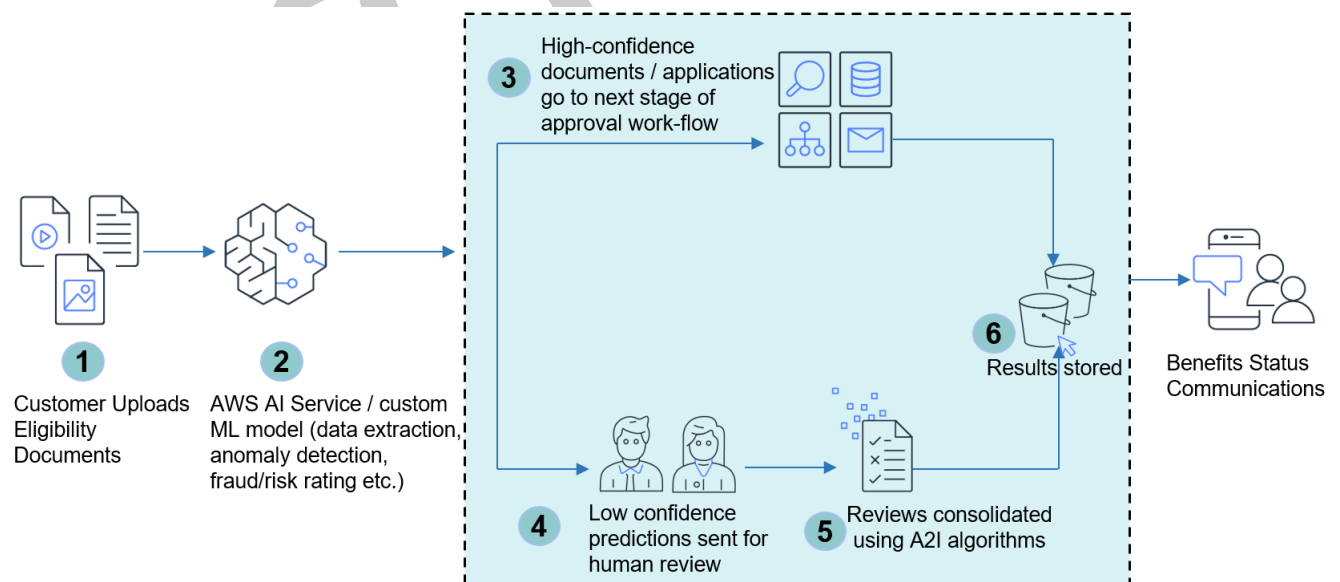 1
Customer Uploads
Eligibility
Documents
2
AWS AI Service / custom
ML model (data extraction,
anomaly detection,
fraud/risk rating etc.)
3
High-confidence
documents / applications
go to next stage of
approval work-flow
4
Low confidence
predictions sent for
human review
5
Reviews consolidated
using A2I algorithms
6
Results stored
Benefits Status
Communications